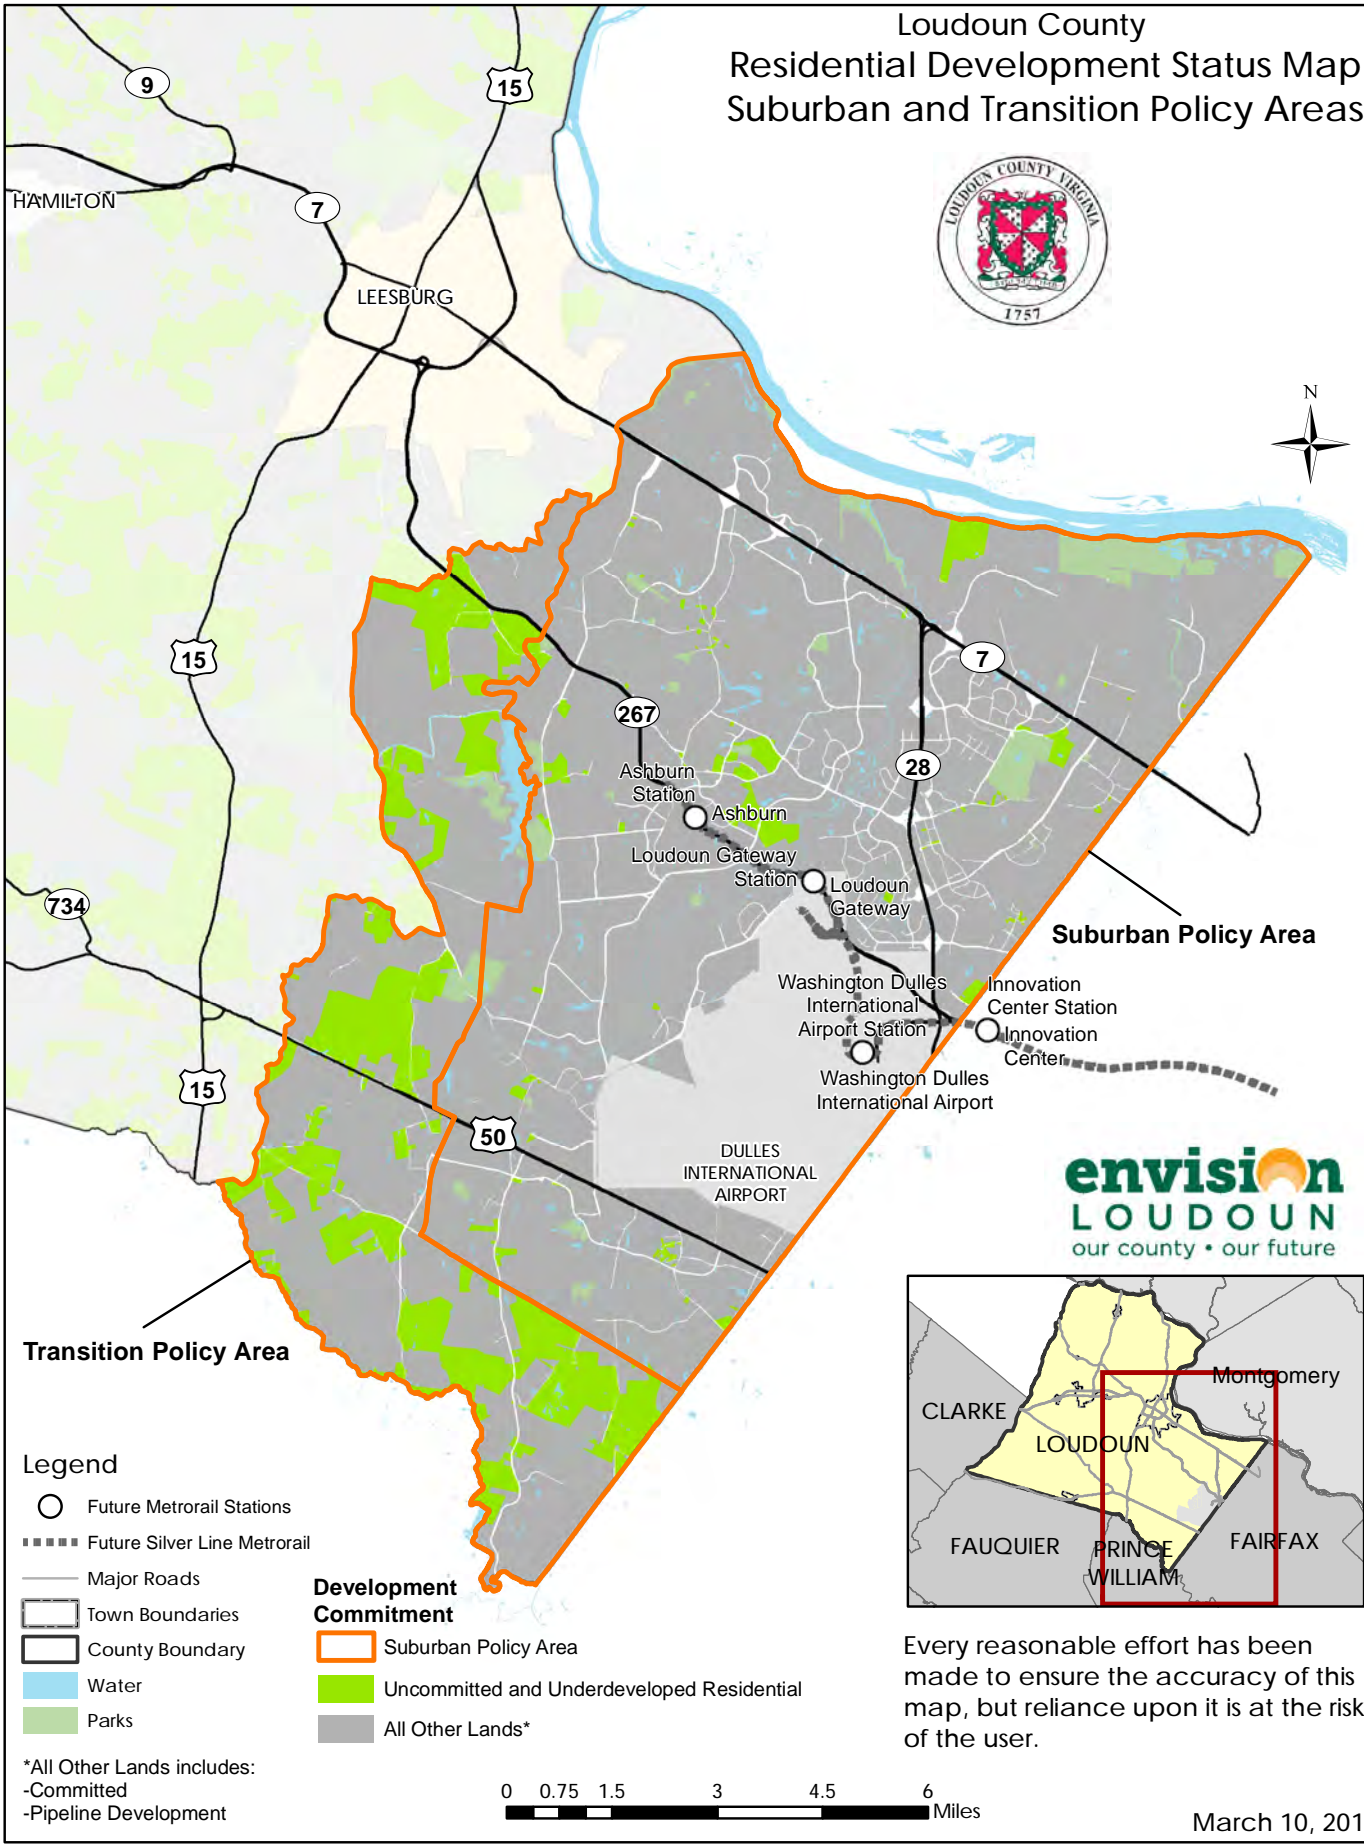 Loudoun County
Residential Development Status Map
Suburban and Transition Policy Areas
LOUDOUN COUNTY VIRGINIA
1757
N
9
15
HAMILTON
7
LEESBURG
15
7
267
28
Ashburn
Station
Ashburn
Loudoun Gateway
Station
Loudoun
Gateway
734
Suburban Policy Area
Washington Dulles
International
Airport Station
Innovation
Center Station
Innovation
Center
Washington Dulles
International Airport
15
50
DULLES
INTERNATIONAL
AIRPORT
envision
LOUDOUN
our county • our future
Transition Policy Area
Montgomery
CLARKE
LOUDOUN
FAUQUIER
PRINCE
WILLIAM
FAIRFAX
Legend
Future Metrorail Stations
Future Silver Line Metrorail
Major Roads
Town Boundaries
County Boundary
Water
Parks
Development
Commitment
Suburban Policy Area
Uncommitted and Underdeveloped Residential
All Other Lands*
*All Other Lands includes:
-Committed
-Pipeline Development
0 0.75 1.5 3 4.5 6
Miles
Every reasonable effort has been
made to ensure the accuracy of this
map, but reliance upon it is at the risk
of the user.
March 10, 201